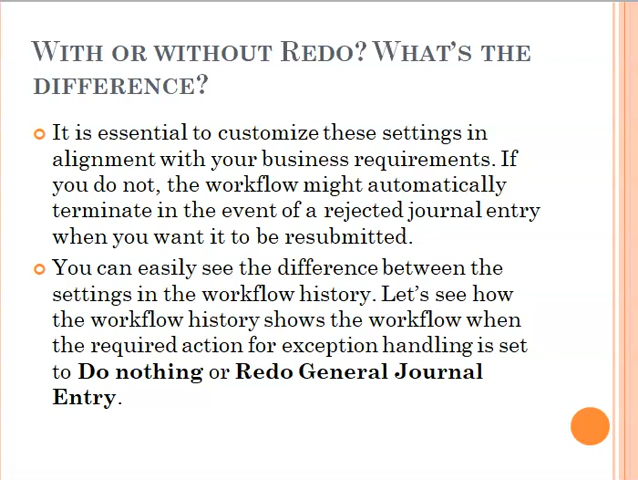 WITH OR WITHOUT REDO? WHAT'S THE
DIFFERENCE?
It is essential to customize these settings in
alignment with your business requirements. If
you do not, the workflow might automatically
terminate in the event of a rejected journal entry
when you want it to be resubmitted.
You can easily see the difference between the
settings in the workflow history. Let's see how
the workflow history shows the workflow when
the required action for exception handling is set
to Do nothing or Redo General Journal
Entry.